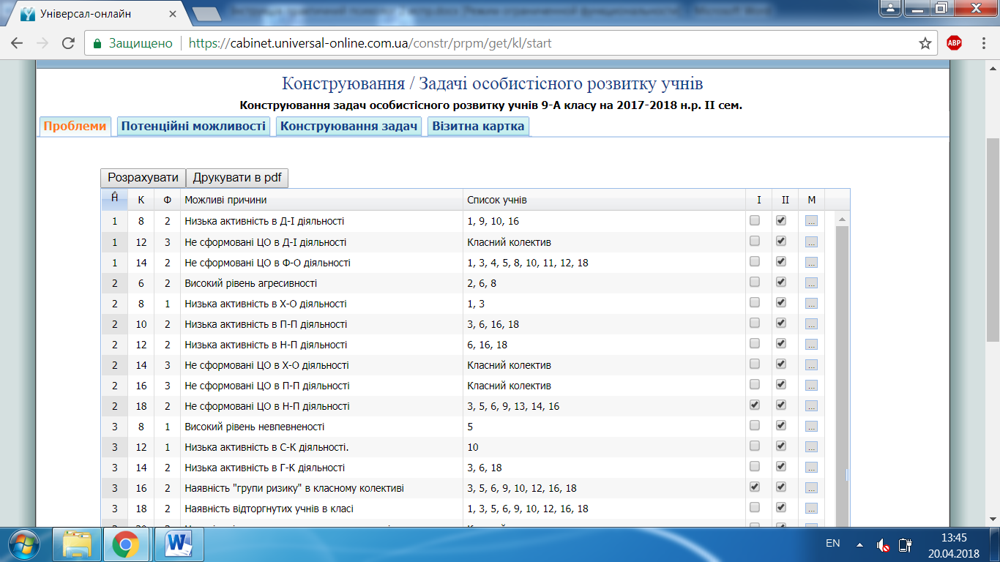 Універсал-онлайн
Защищено
https://cabinet.universal-online.com.ua/constr/prpm/get/kl/start
ABP
Конструювання / Задачі особистісного розвитку учнів
Конструювання задач особистісного розвитку учнів 9-А класу на 2017-2018 н.р. ІІ сем.
Проблеми Потенційні можливості Конструювання задач Візитна картка
Розрахувати Друкувати в pdf
Н К Ф Можливі причини Список учнів І ІІ М
1 8 2 Низька активність в Д-І діяльності 1, 9, 10, 16 ...
1 12 3 Не сформовані ЦО в Д-І діяльності Класний колектив ...
1 14 2 Не сформовані ЦО в Ф-О діяльності 1, 3, 4, 5, 8, 10, 11, 12, 18 ...
2 6 2 Високий рівень агресивності 2, 6, 8 ...
2 8 1 Низька активність в Х-О діяльності 1, 3 ...
2 10 2 Низька активність в П-П діяльності 3, 6, 16, 18 ...
2 12 2 Низька активність в Н-П діяльності 6, 16, 18 ...
2 14 3 Не сформовані ЦО в Х-О діяльності Класний колектив ...
2 16 3 Не сформовані ЦО в П-П діяльності Класний колектив ...
2 18 2 Не сформовані ЦО в Н-П діяльності 3, 5, 6, 9, 13, 14, 16 ...
3 8 1 Високий рівень невпевненості 5 ...
3 12 1 Низька активність в С-К діяльності. 10 ...
3 14 2 Низька активність в Г-К діяльності 3, 6, 18 ...
3 16 2 Наявність "групи ризику" в класному колективі 3, 5, 6, 9, 10, 12, 16, 18 ...
3 18 2 Наявність відторгнутих учнів в класі 1, 3, 5, 6, 9, 10, 12, 16, 18 ...
EN
13:45
20.04.2018